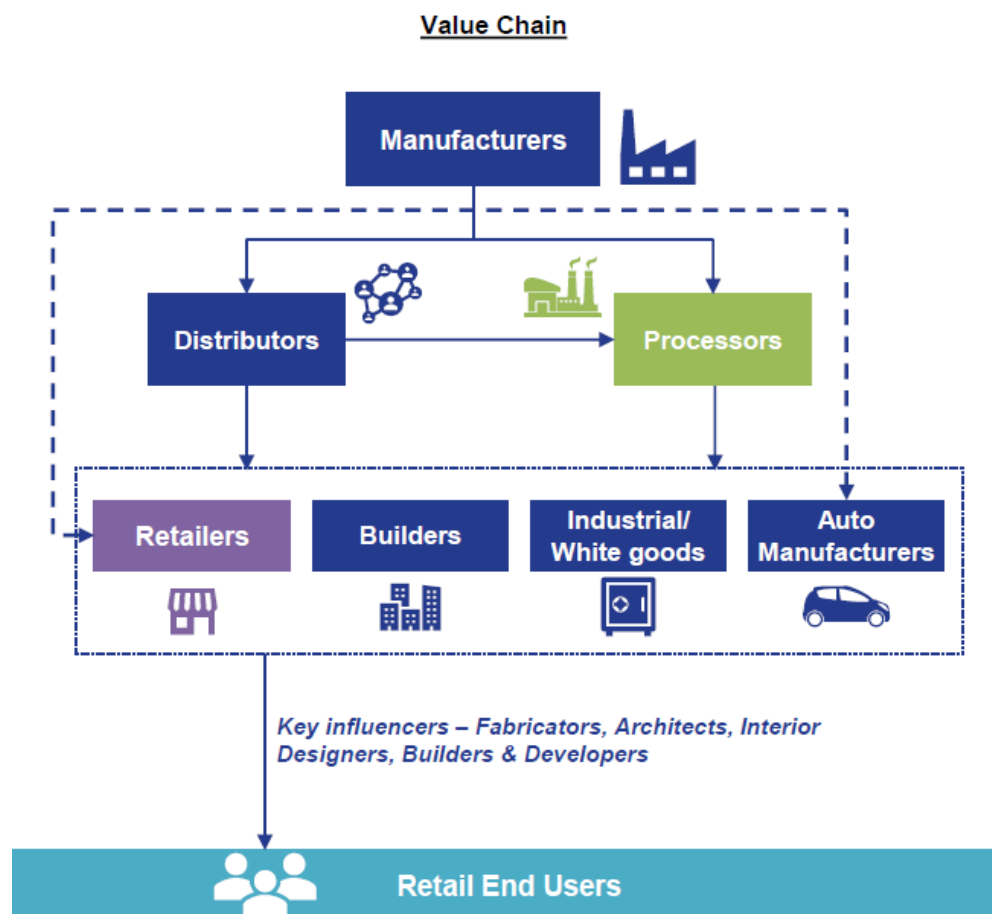 Value Chain
Manufacturers
Distributors
Processors
Retailers
Builders
Industrial/
White goods
Auto
Manufacturers
Key influencers – Fabricators, Architects, Interior
Designers, Builders & Developers
Retail End Users